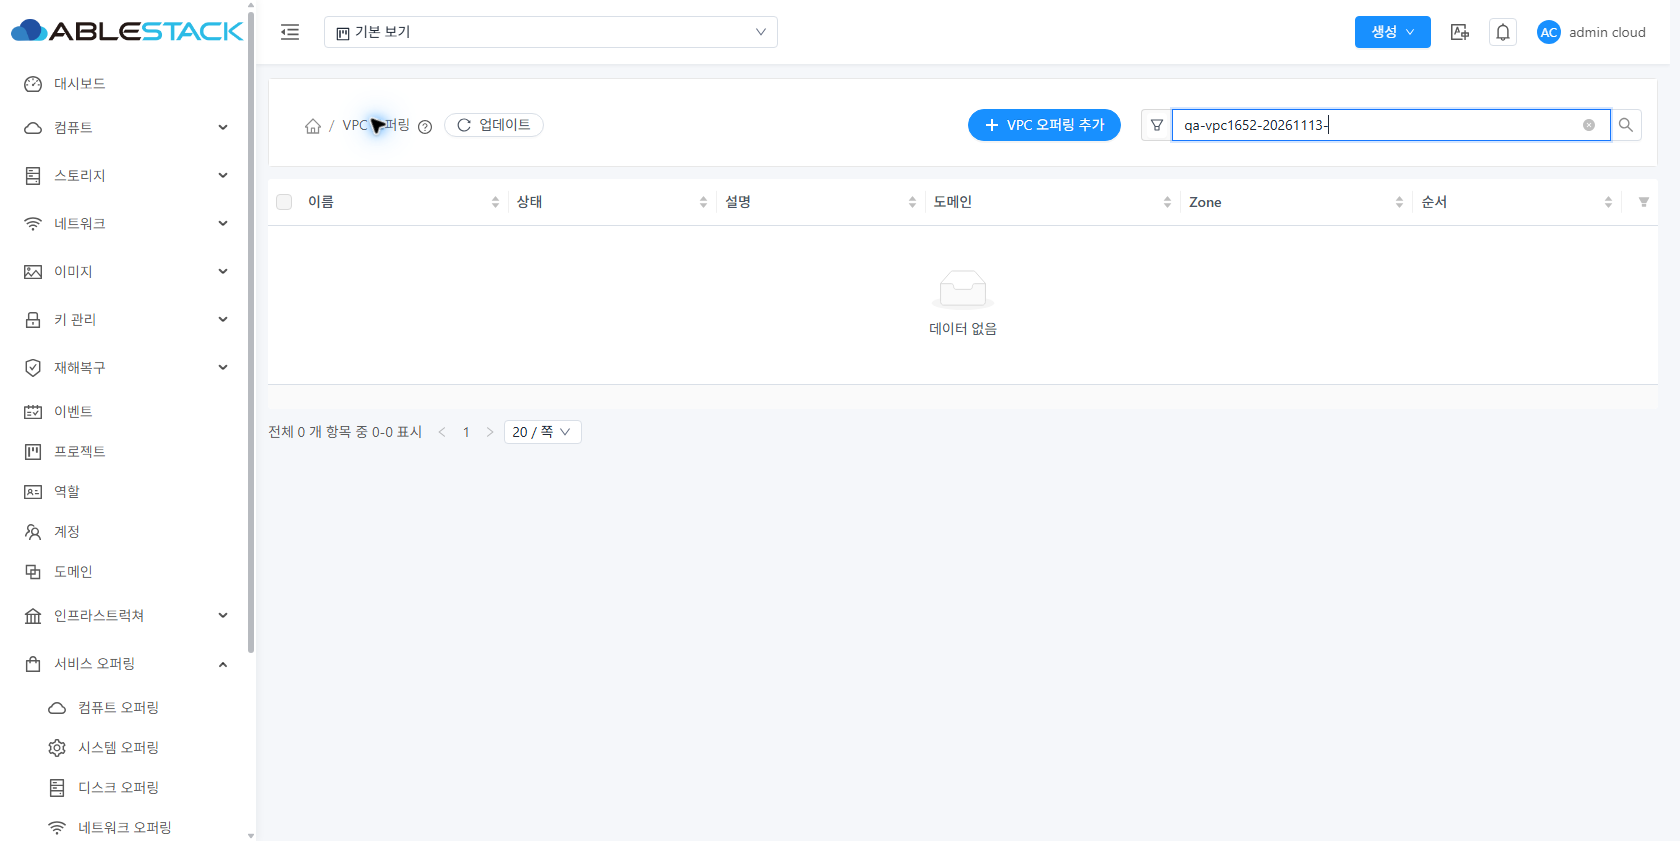 ABLESTACK
기본 보기
생성
AC
admin cloud
대시보드
컴퓨트
스토리지
네트워크
이미지
키 관리
재해복구
이벤트
프로젝트
역할
계정
도메인
인프라스트럭쳐
서비스 오퍼링
컴퓨트 오퍼링
시스템 오퍼링
디스크 오퍼링
네트워크 오퍼링
/ VPC 퍼링
업데이트
VPC 오퍼링 추가
qa-vpc1652-20261113-
이름 상태 설명 도메인 Zone 순서
데이터 없음
전체 0 개 항목 중 0-0 표시 < 1 > 20 / 쪽